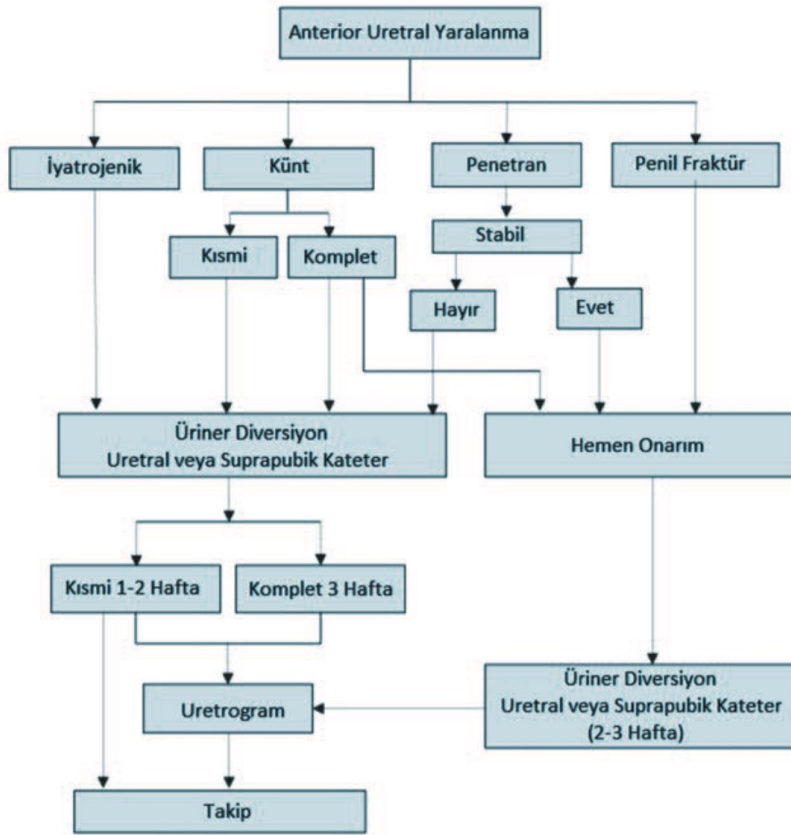 Anterior Uretral Yaralanma
İyatrojenik
Künt
Penetran
Penil Fraktür
Kısmi
Komplet
Stabil
Hayır
Evet
Üriner Diversiyon
Uretral veya Suprapubik Kateter
Hemen Onarım
Kısmi 1-2 Hafta
Komplet 3 Hafta
Uretrogram
Üriner Diversiyon
Uretral veya Suprapubik Kateter
(2-3 Hafta)
Takip